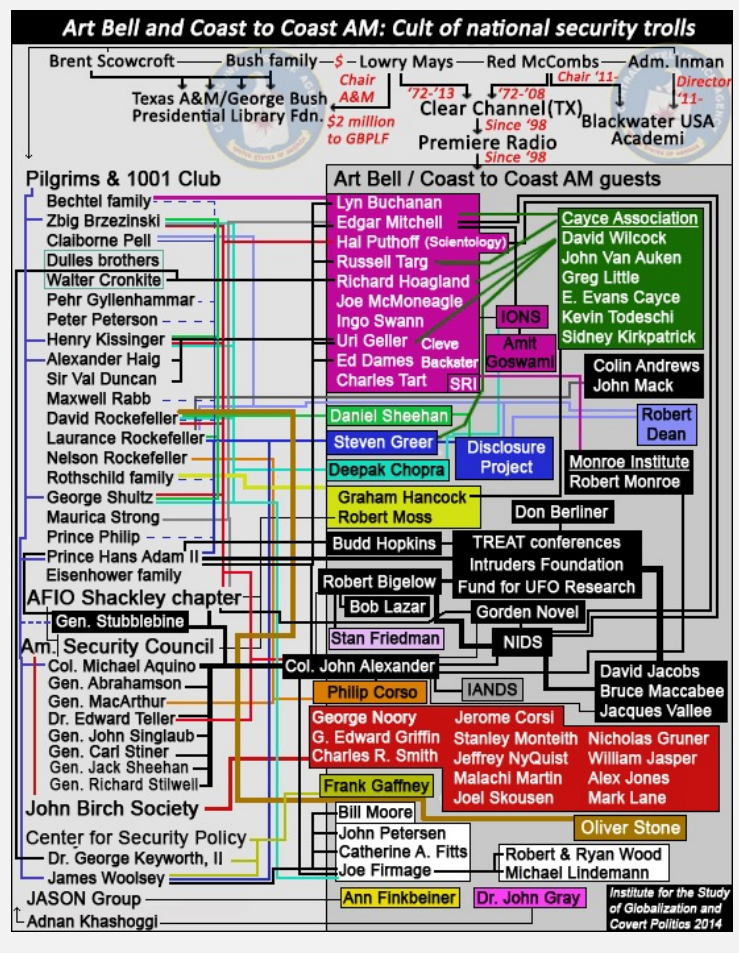 Art Bell and Coast to Coast AM: Cult of national security trolls
Brent Scowcroft
Bush family
$
Lowry Mays
Red McCombs
Adm. Inman
Chair
A&M
Chair '11-
Director
'11-
Texas A&M/George Bush
Presidential Library Fdn.
'72-'13
'72-'08
Clear Channel(TX)
$2 million
to GBPLF
Since '98
Premiere Radio
Since '98
Blackwater USA
Academi
Pilgrims & 1001 Club
Bechtel family
Zbig Brzezinski
Claiborne Pell
Dulles brothers
Walter Cronkite
Pehr Gyllenhammar
Peter Peterson
Henry Kissinger
Alexander Haig
Sir Val Duncan
Maxwell Rabb
David Rockefeller
Laurance Rockefeller
Nelson Rockefeller
Rothschild family
George Shultz
Maurica Strong
Prince Philip
Prince Hans Adam II
Eisenhower family
AFIO Shackley chapter
Gen. Stubblebine
Am. Security Council
Col. Michael Aquino
Gen. Abrahamson
Gen. MacArthur
Dr. Edward Teller
Gen. John Singlaub
Gen. Carl Stiner
Gen. Jack Sheehan
Gen. Richard Stilwell
John Birch Society
Center for Security Policy
Dr. George Keyworth, II
James Woolsey
JASON Group
Adnan Khashoggi
Art Bell / Coast to Coast AM guests
Lyn Buchanan
Edgar Mitchell
Hal Puthoff (Scientology)
Russell Targ
Richard Hoagland
Joe McMoneagle
Ingo Swann
Uri Geller
Cleve
Backster
Ed Dames
Charles Tart
SRI
IONS
Amit
Goswami
Cayce Association
David Wilcock
John Van Auken
Greg Little
E. Evans Cayce
Kevin Todeschi
Sidney Kirkpatrick
Colin Andrews
John Mack
Daniel Sheehan
Steven Greer
Deepak Chopra
Disclosure
Project
Robert
Dean
Monroe Institute
Robert Monroe
Graham Hancock
Robert Moss
Don Berliner
Budd Hopkins
TREAT conferences
Intruders Foundation
Fund for UFO Research
Robert Bigelow
Bob Lazar
Gorden Novel
Stan Friedman
NIDS
Col. John Alexander
Philip Corso
IANDS
David Jacobs
Bruce Maccabee
Jacques Vallee
George Noory
G. Edward Griffin
Charles R. Smith
Jerome Corsi
Stanley Monteith
Jeffrey NyQuist
Malachi Martin
Joel Skousen
Nicholas Gruner
William Jasper
Alex Jones
Mark Lane
Frank Gaffney
Oliver Stone
Bill Moore
John Petersen
Catherine A. Fitts
Joe Firmage
Robert & Ryan Wood
Michael Lindemann
Ann Finkbeiner
Dr. John Gray
Institute for the Study
of Globalization and
Covert Politics 2014